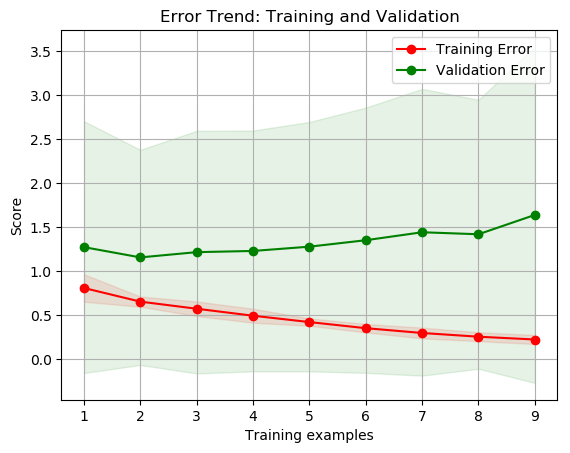 Error Trend: Training and Validation
Training Error
Validation Error
Score
3.5
3.0
2.5
2.0
1.5
1.0
0.5
0.0
1 2 3 4 5 6 7 8 9
Training examples